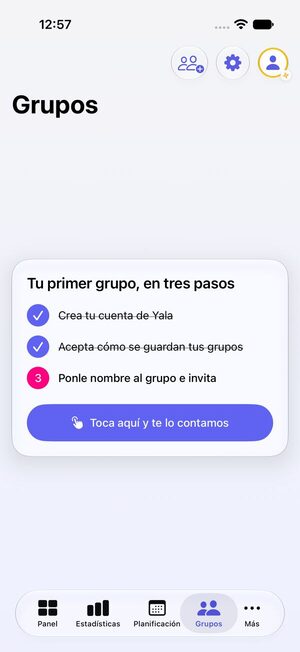 12:57
Grupos
Tu primer grupo, en tres pasos
Crea tu cuenta de Yala
Acepta cómo se guardan tus grupos
3 Ponle nombre al grupo e invita
Toca aquí y te lo contamos
Panel Estadísticas Planificación Grupos Más